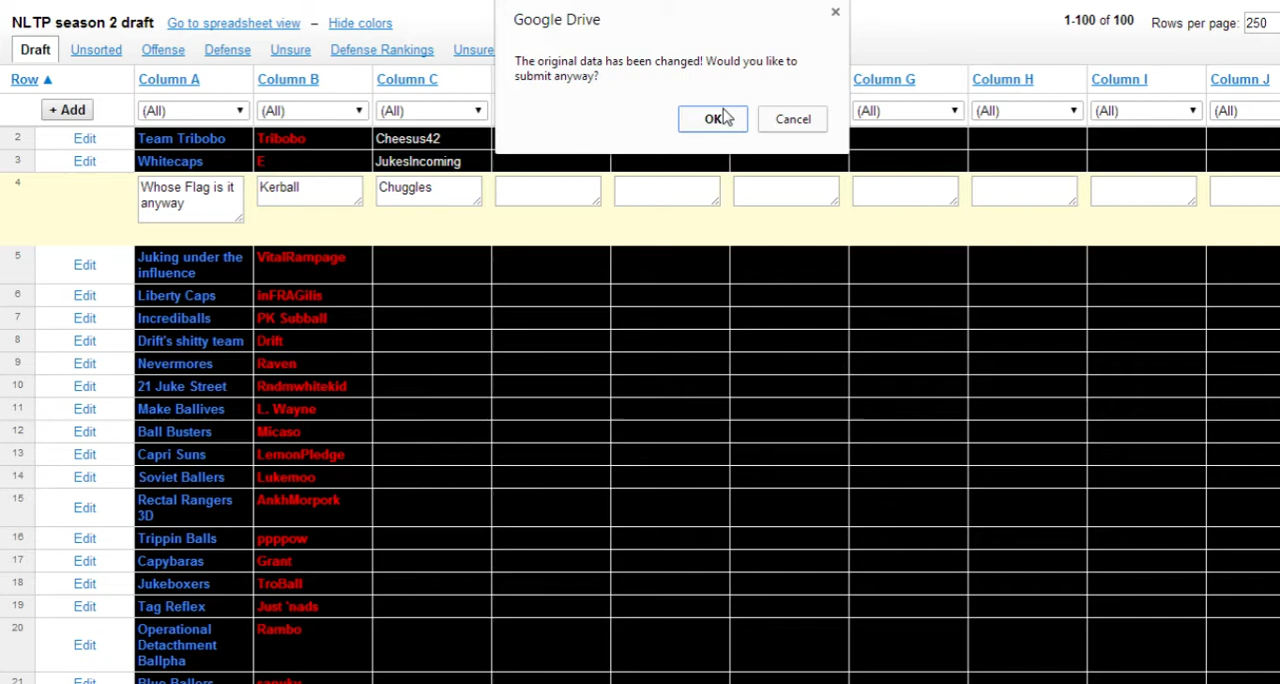 NLTP season 2 draft Go to spreadsheet view – Hide colors
Google Drive
The original data has been changed! Would you like to
submit anyway?
OK Cancel
1-100 of 100 Rows per page: 250
Draft Unsorted Offense Defense Unsure Defense Rankings Unsure
Row ▲ Column A Column B Column C Column G Column H Column I Column J
+ Add (All) (All) (All) (All) (All) (All) (All)
2 Edit Team Tribobo Tribobo Cheesus42
3 Edit Whitecaps E JukesIncoming
4 Whose Flag is it Kerball Chuggles
anyway
5 Edit Juking under the VitalRampage
influence
6 Edit Liberty Caps inFRAGilis
7 Edit Incrediballs PK Subball
8 Edit Drift's shitty team Drift
9 Edit Nevermores Raven
10 Edit 21 Juke Street Rndmwhitekid
11 Edit Make Ballives L. Wayne
12 Edit Ball Busters Micaso
13 Edit Capri Suns LemonPledge
14 Edit Soviet Ballers Lukemoo
15 Edit Rectal Rangers AnkhMorpork
3D
16 Edit Trippin Balls ppppow
17 Edit Capybaras Grant
18 Edit Jukeboxers TroBall
19 Edit Tag Reflex Just 'nads
20 Edit Operational Rambo
Detacthment
Ballpha
21 Edit Blue Ballers